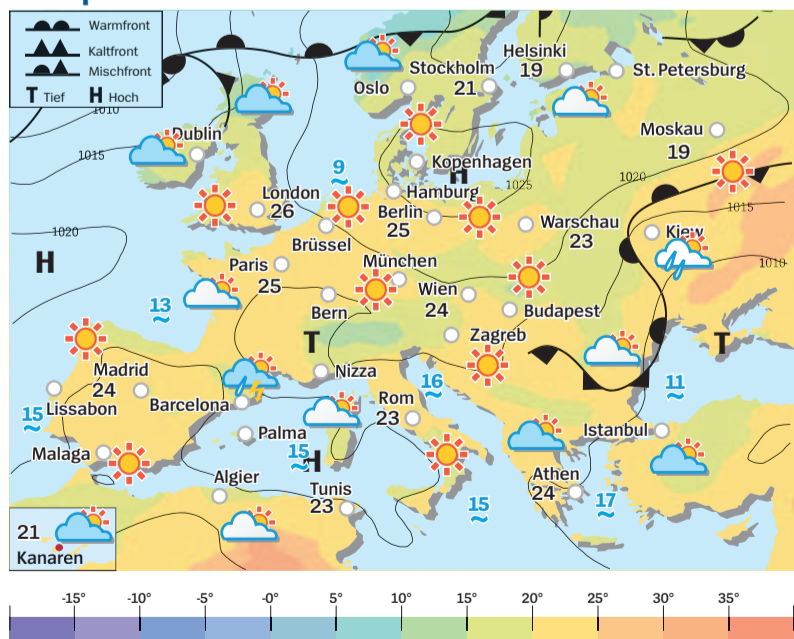 Warmfront
Kaltfront
Mischfront
T Tief H Hoch
1010
1015
1020
H
Dublin
Oslo
Stockholm
21
Helsinki
19
St. Petersburg
Moskau
19
Kopenhagen
H
1025
1020
1015
1010
9
London
26
Hamburg
Berlin
25
Warschau
23
Kiew
Brüssel
Paris
25
München
Wien
24
Budapest
13
Bern
T
Zagreb
T
Nizza
Madrid
24
Lissabon
Barcelona
16
11
15
Rom
23
Istanbul
Malaga
Palma
15
H
Algier
Tunis
23
15
Athen
24
17
21
Kanaren
-15° -10° -5° -0° 5° 10° 15° 20° 25° 30° 35°